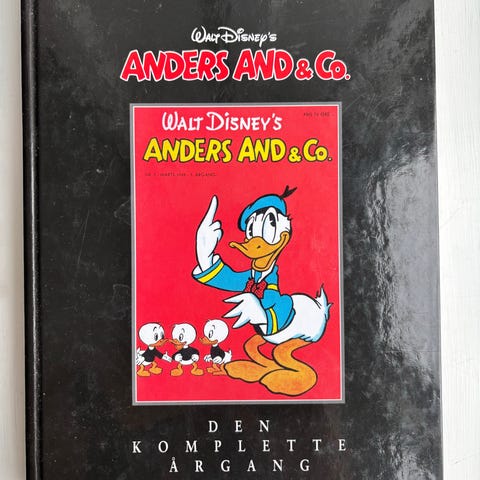 WALT DISNEY'S
ANDERS AND & Co.
WALT DISNEY'S
ANDERS AND & Co.
DEN
KOMPLETTE
ÅRGANG